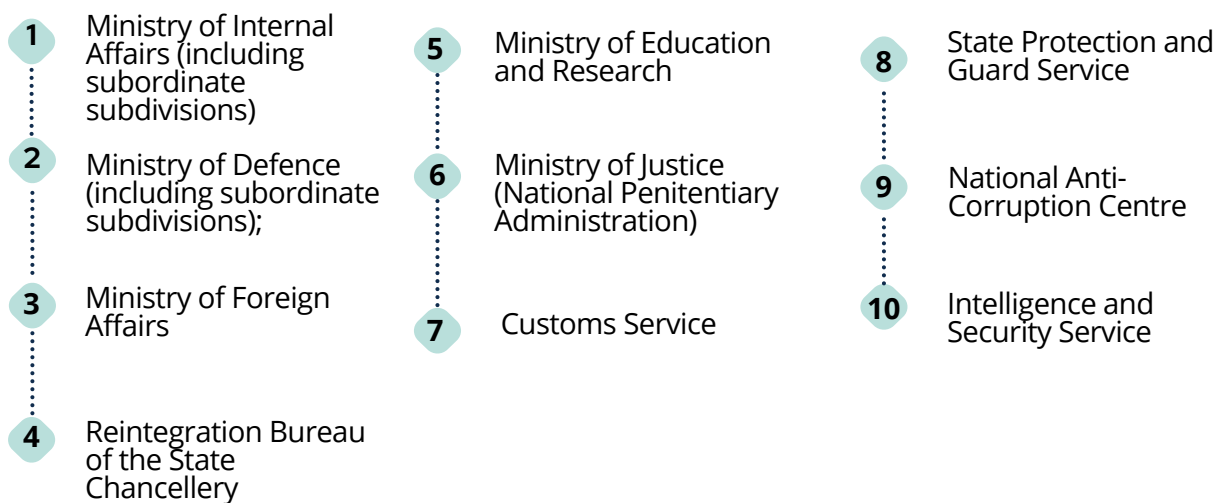 1
Ministry of Internal
Affairs (including
subordinate
subdivisions)
2
Ministry of Defence
(including subordinate
subdivisions);
3
Ministry of Foreign
Affairs
4
Reintegration Bureau
of the State
Chancellery
5
Ministry of Education
and Research
6
Ministry of Justice
(National Penitentiary
Administration)
7
Customs Service
8
State Protection and
Guard Service
9
National Anti-
Corruption Centre
10
Intelligence and
Security Service